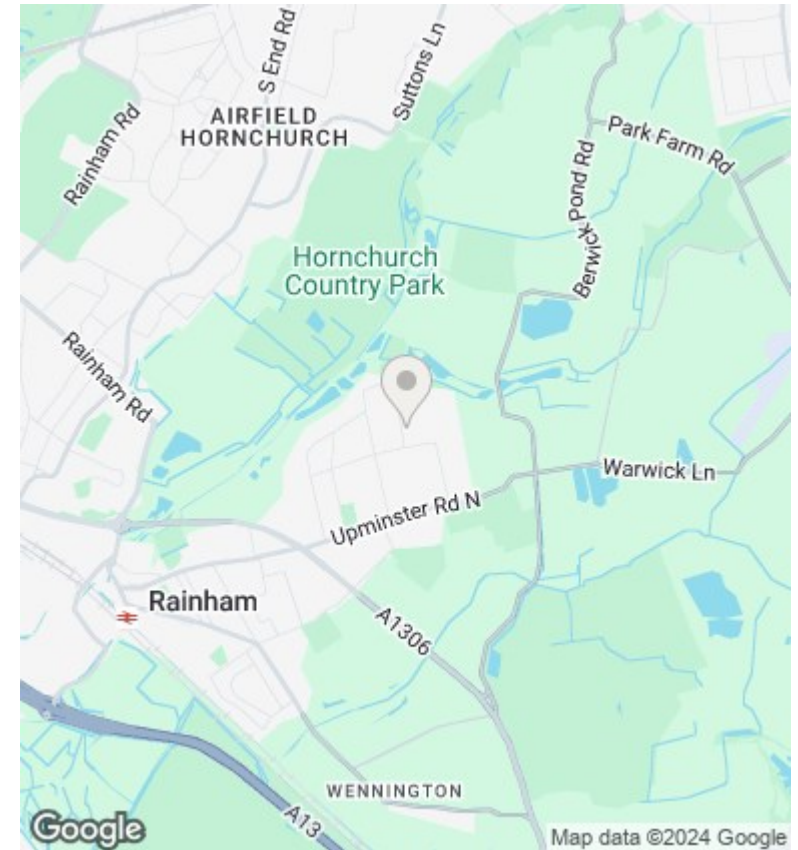 S End Rd
Suttons Ln
AIRFIELD
HORNCHURCH
Rainham Rd
Park Farm Rd
Berwick Pond Rd
Hornchurch
Country Park
Rainham Rd
Warwick Ln
Upminster Rd N
Rainham
A1306
WENNINGTON
A13
Google
Map data ©2024 Google